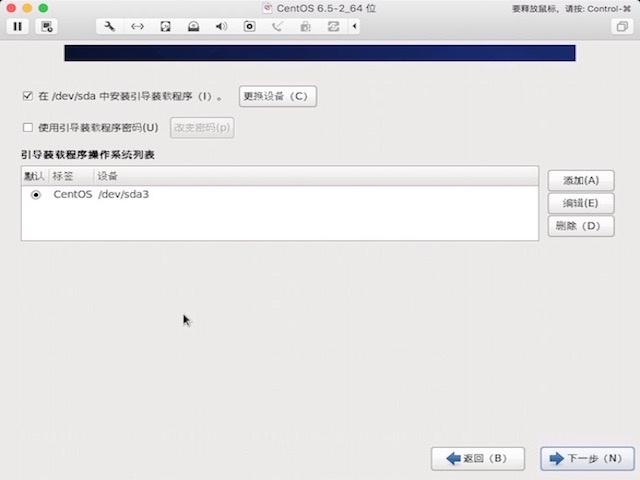 CentOS 6.5-2_64 位
要释放鼠标，请按: Control-⌘
在 /dev/sda 中安装引导装载程序（I）。
更换设备（C）
使用引导装载程序密码(U)
改变密码(p)
引导装载程序操作系统列表
默认 标签 设备
CentOS /dev/sda3
添加(A)
编辑(E)
删除（D）
返回（B）
下一步（N）